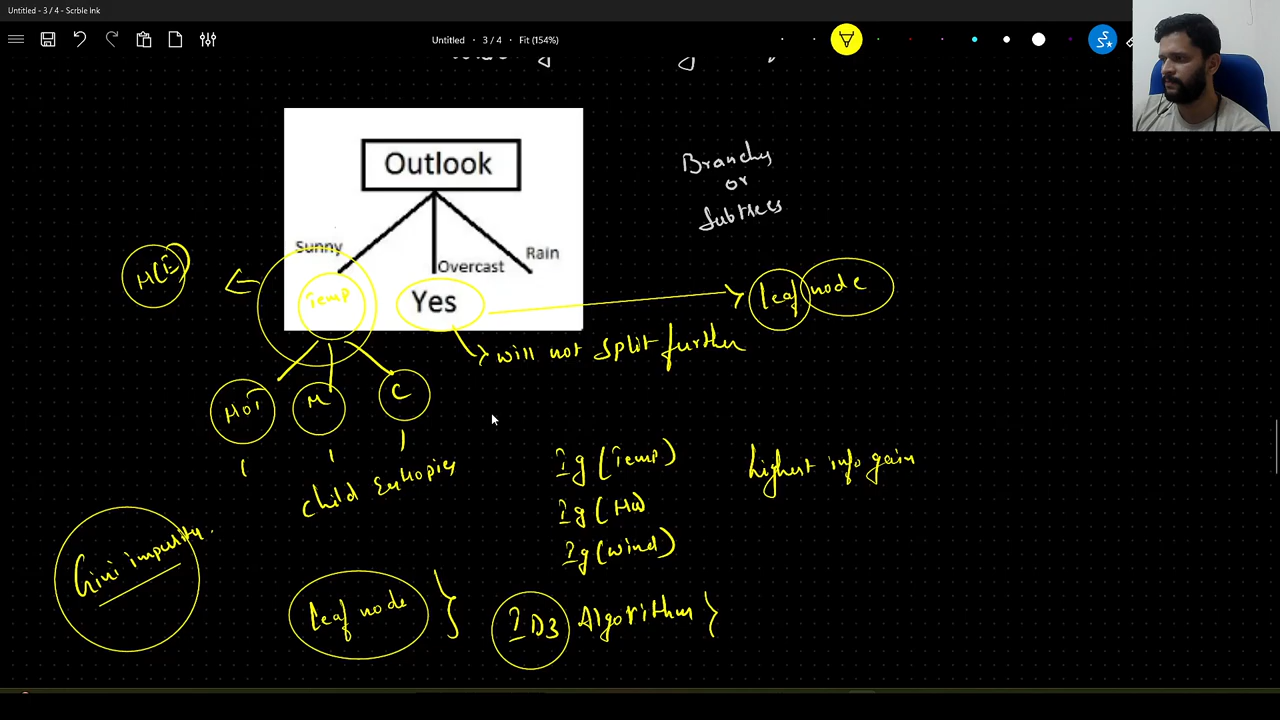 Untitled - 3 / 4 - Scrble Ink
Untitled • 3 / 4 • Fit (154%)
Outlook
Sunny
Overcast
Rain
Temp
Yes
H(E)
Branches
or
Subtrees
leaf node
will not split further
HOT
M
C
child Entropies
Ig (Temp)
Ig (Hu
Ig (wind)
highest info gain
Gini impurity.
leaf node }
ID3 Algorithm }